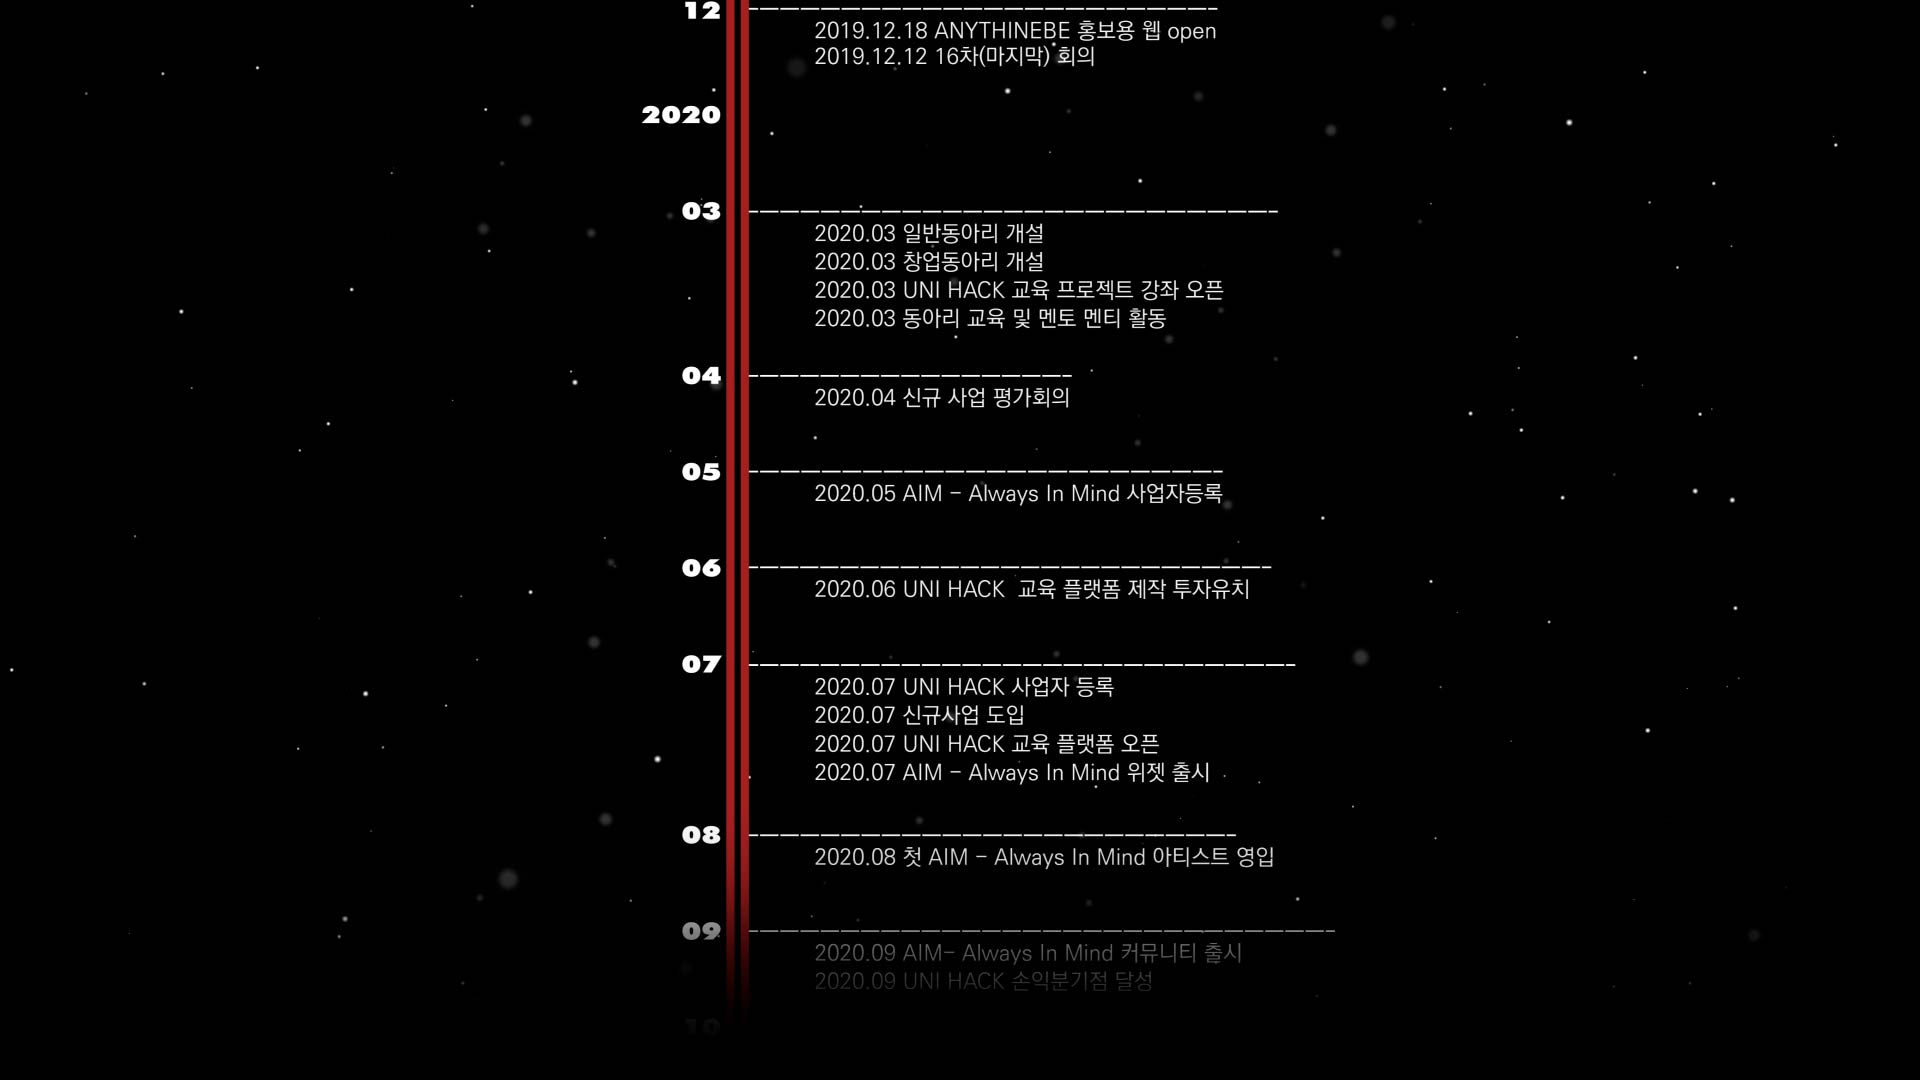 12
2019.12.18 ANYTHINEBE 홍보용 웹 open
2019.12.12 16차(마지막) 회의
2020
03
2020.03 일반동아리 개설
2020.03 창업동아리 개설
2020.03 UNI HACK 교육 프로젝트 강좌 오픈
2020.03 동아리 교육 및 멘토 멘티 활동
04
2020.04 신규 사업 평가회의
05
2020.05 AIM - Always In Mind 사업자등록
06
2020.06 UNI HACK  교육 플랫폼 제작 투자유치
07
2020.07 UNI HACK 사업자 등록
2020.07 신규사업 도입
2020.07 UNI HACK 교육 플랫폼 오픈
2020.07 AIM - Always In Mind 위젯 출시
08
2020.08 첫 AIM - Always In Mind 아티스트 영입
09
2020.09 AIM- Always In Mind 커뮤니티 출시
2020.09 UNI HACK 손익분기점 달성
10